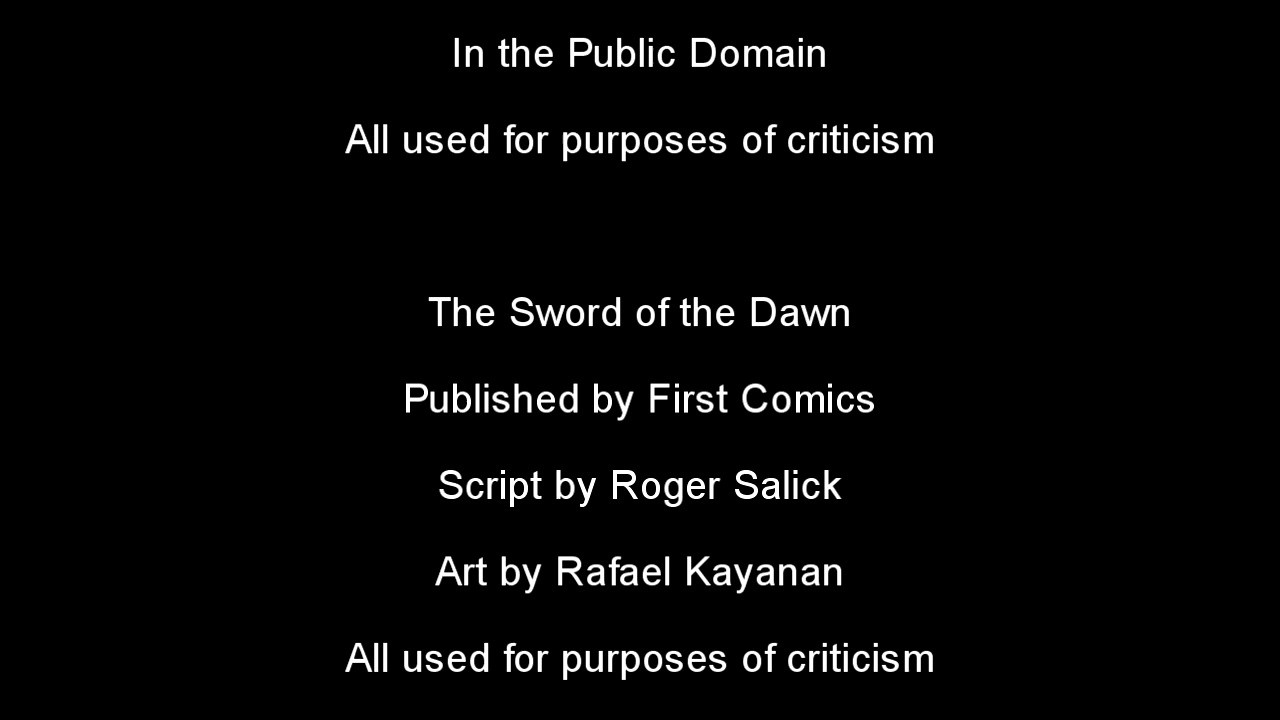 In the Public Domain
All used for purposes of criticism
The Sword of the Dawn
Published by First Comics
Script by Roger Salick
Art by Rafael Kayanan
All used for purposes of criticism